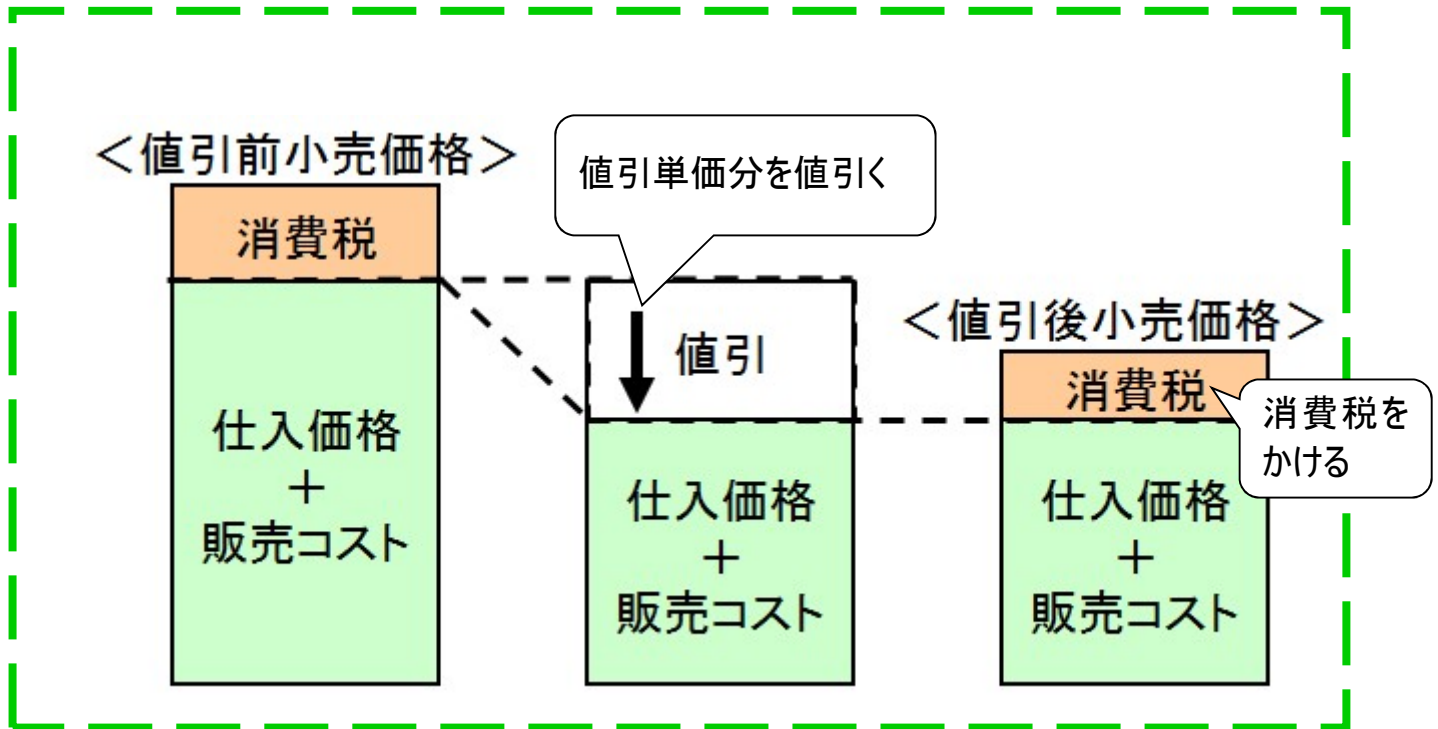 <値引前小売価格>
消費税
仕入価格
+
販売コスト
値引単価分を値引く
値引
仕入価格
+
販売コスト
<値引後小売価格>
消費税
消費税を
かける
仕入価格
+
販売コスト